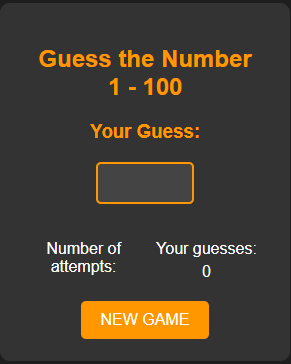 Guess the Number
1 - 100
Your Guess:
Number of attempts:
Your guesses:
0
NEW GAME